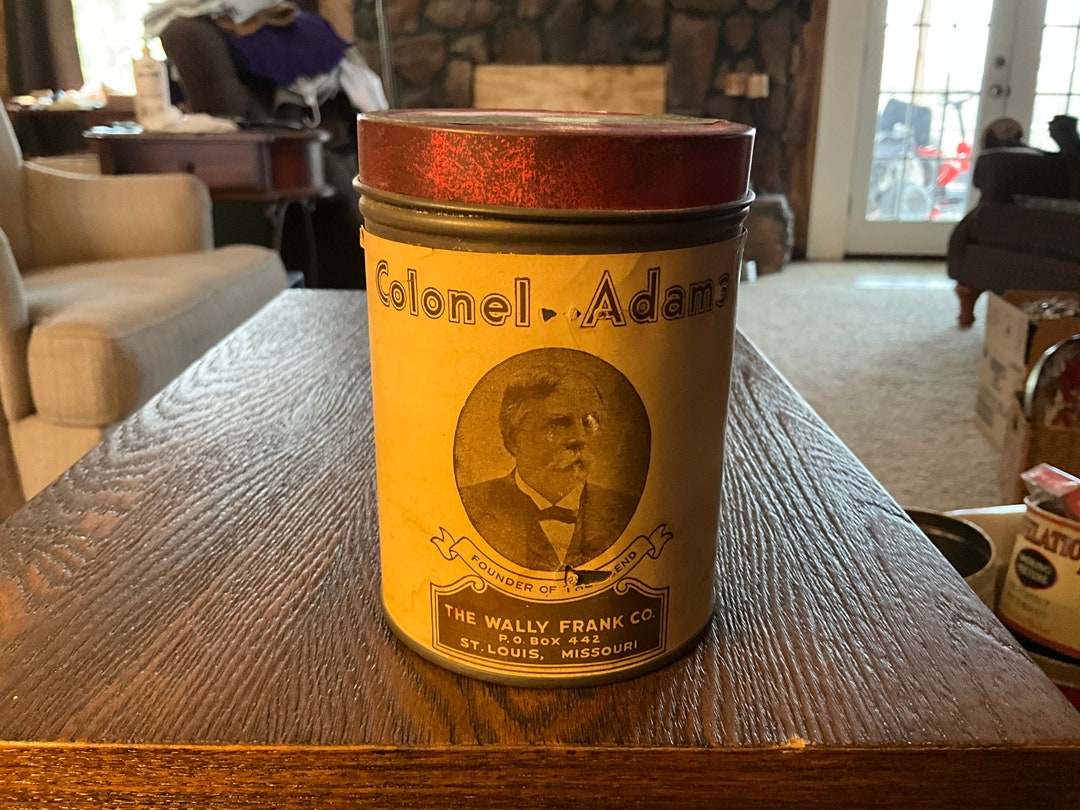 Colonel Adams
FOUNDER OF
THE WALLY FRANK CO.
P.O. BOX 442
ST. LOUIS, MISSOURI